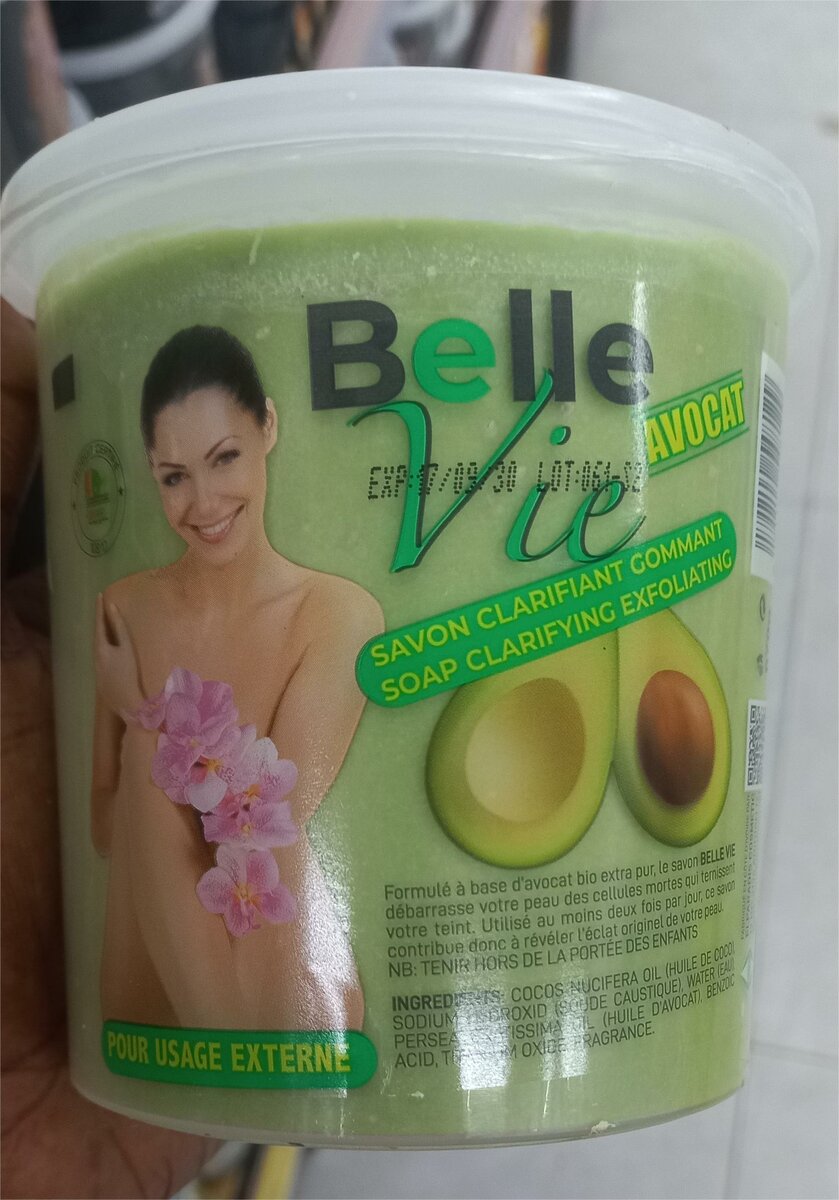 Belle
Vie
AVOCAT
LOT:064-
SAVON CLARIFIANT GOMMANT
SOAP CLARIFYING EXFOLIATING
Formulé à base d'avocat bio extra pur, le savon BELLE VIE
débarrasse votre peau des cellules mortes qui ternissent
votre teint. Utilisé au moins deux fois par jour, ce savon
contribue donc à révéler l'éclat originel de votre peau.
NB: TENIR HORS DE LA PORTÉE DES ENFANTS
INGREDIENTS: COCOS NUCIFERA OIL (HUILE DE COCO),
SODIUM (SOUDE CAUSTIQUE), WATER (EAU),
PERSEA OIL (HUILE D'AVOCAT), BENZOIC
ACID, OXIDE, FRAGRANCE.
POUR USAGE EXTERNE